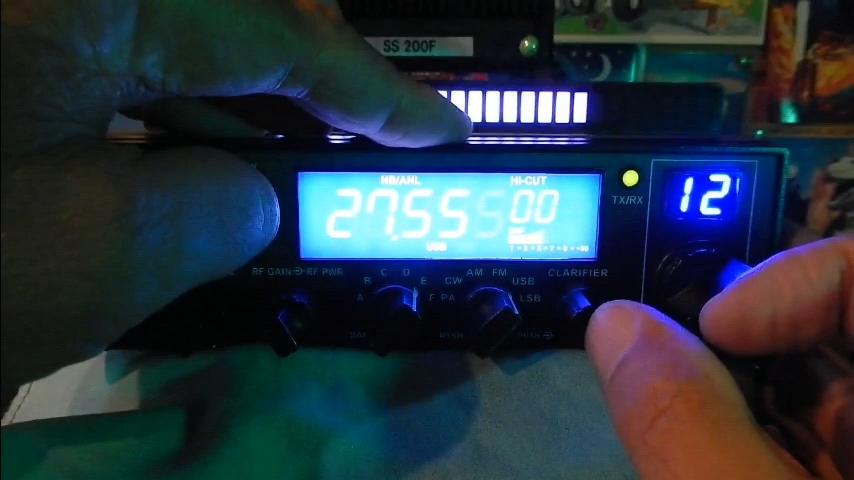 SS 200F
NB/ANL HI-CUT
27.555 00
USB
TX/RX
12
RF GAIN RF PWR
B C D E
A F
CW AM FM USB
PA LSB
CLARIFIER